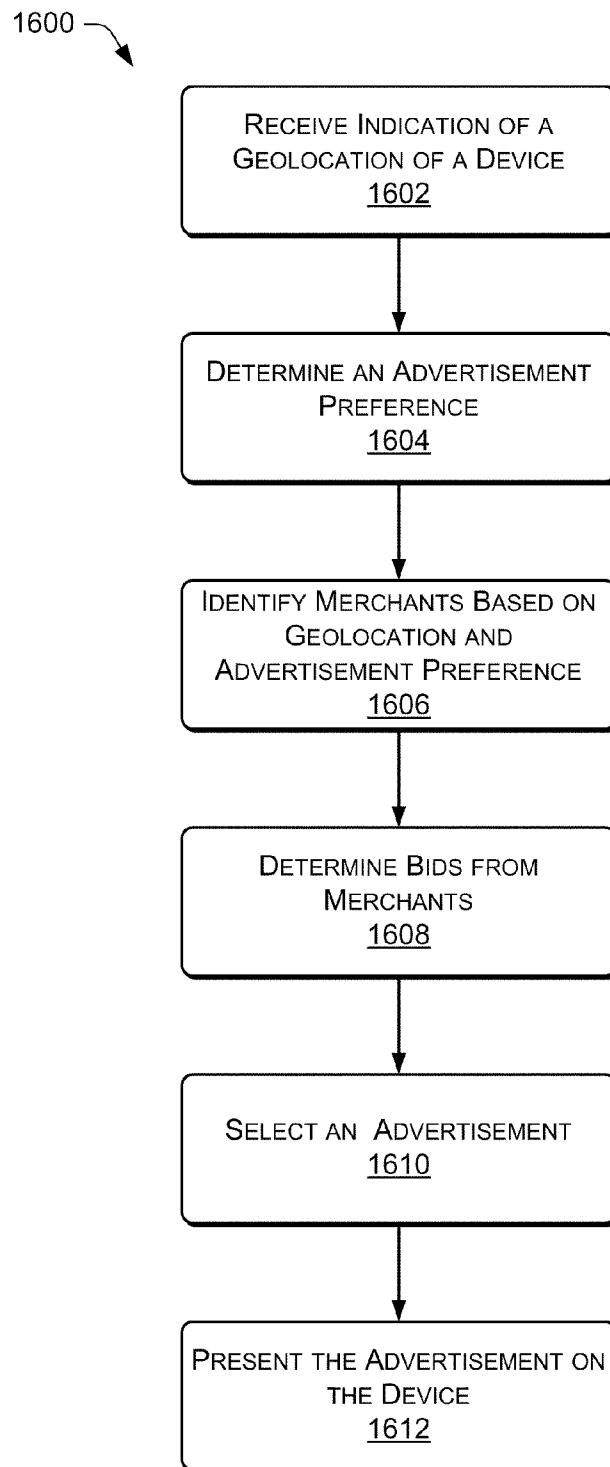 1600
RECEIVE INDICATION OF A
GEOLOCATION OF A DEVICE
1602
DETERMINE AN ADVERTISEMENT
PREFERENCE
1604
IDENTIFY MERCHANTS BASED ON
GEOLOCATION AND
ADVERTISEMENT PREFERENCE
1606
DETERMINE BIDS FROM
MERCHANTS
1608
SELECT AN ADVERTISEMENT
1610
PRESENT THE ADVERTISEMENT ON
THE DEVICE
1612